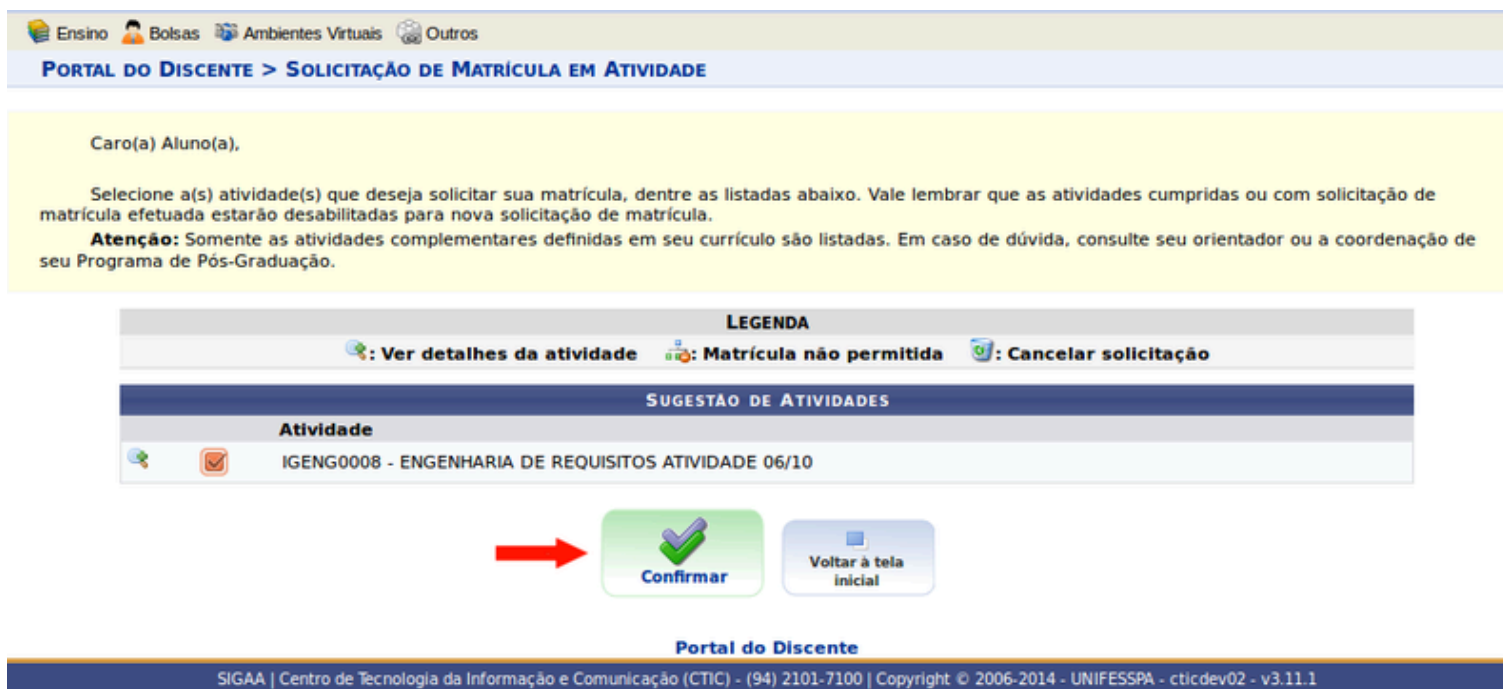 Ensino Bolsas Ambientes Virtuais Outros
PORTAL DO DISCENTE > SOLICITAÇÃO DE MATRÍCULA EM ATIVIDADE
Caro(a) Aluno(a),
Selecione a(s) atividade(s) que deseja solicitar sua matrícula, dentre as listadas abaixo. Vale lembrar que as atividades cumpridas ou com solicitação de
matrícula efetuada estarão desabilitadas para nova solicitação de matrícula.
Atenção: Somente as atividades complementares definidas em seu currículo são listadas. Em caso de dúvida, consulte seu orientador ou a coordenação de
seu Programa de Pós-Graduação.
LEGENDA
: Ver detalhes da atividade : Matrícula não permitida : Cancelar solicitação
SUGESTÃO DE ATIVIDADES
Atividade
IGENG0008 - ENGENHARIA DE REQUISITOS ATIVIDADE 06/10
Confirmar
Voltar à tela
inicial
Portal do Discente
SIGAA | Centro de Tecnologia da Informação e Comunicação (CTIC) - (94) 2101-7100 | Copyright © 2006-2014 - UNIFESSPA - cticdev02 - v3.11.1